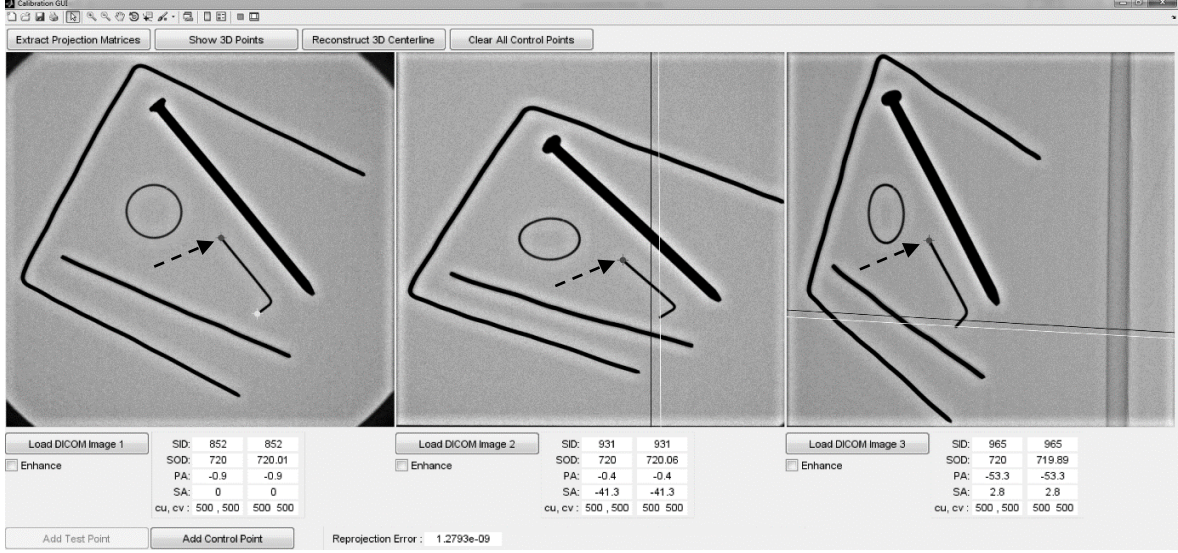 Calibration GUI
Extract Projection Matrices Show 3D Points Reconstruct 3D Centerline Clear All Control Points
Load DICOM Image 1 SID: 852 852
Enhance SOD: 720 720.01
PA: -0.9 -0.9
SA: 0 0
cu, cv : 500 , 500 500 500
Load DICOM Image 2 SID: 931 931
Enhance SOD: 720 720.06
PA: -0.4 -0.4
SA: -41.3 -41.3
cu, cv : 500 , 500 500 500
Load DICOM Image 3 SID: 965 965
Enhance SOD: 720 719.89
PA: -53.3 -53.3
SA: 2.8 2.8
cu, cv : 500 , 500 500 500
Add Test Point Add Control Point Reprojection Error : 1.2793e-09